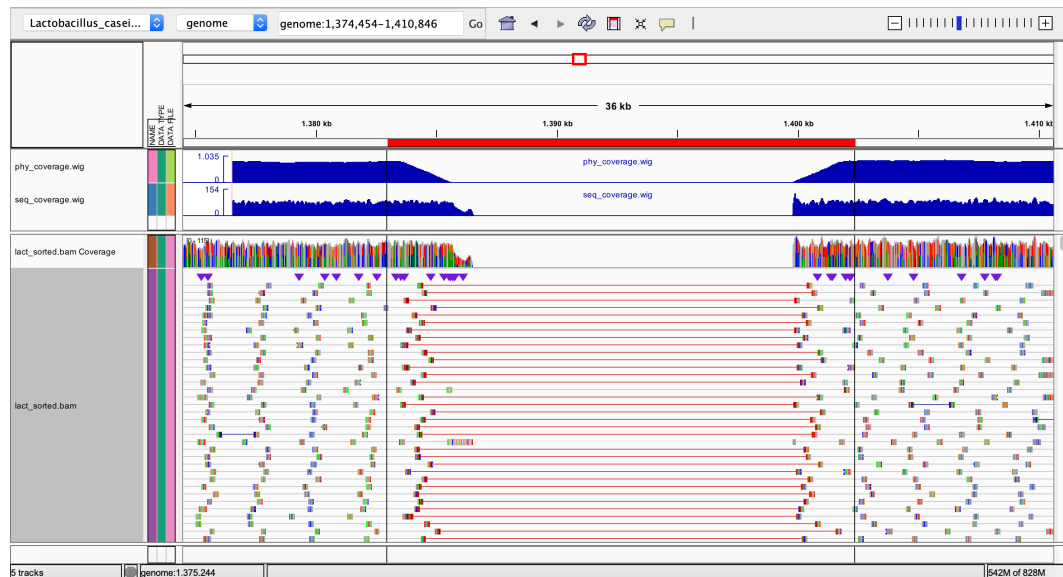 Lactobacillus_casei... genome genome:1,374,454-1,410,846 Go
36 kb
1.380 kb 1.390 kb 1.400 kb 1.410 k
NAME
DATA TYPE
DATA FILE
phy_coverage.wig 1.035 phy_coverage.wig
0
seq_coverage.wig 154 seq_coverage.wig
0
lact_sorted.bam Coverage [0 - 115]
lact_sorted.bam
5 tracks genome:1.375.244 542M of 828M